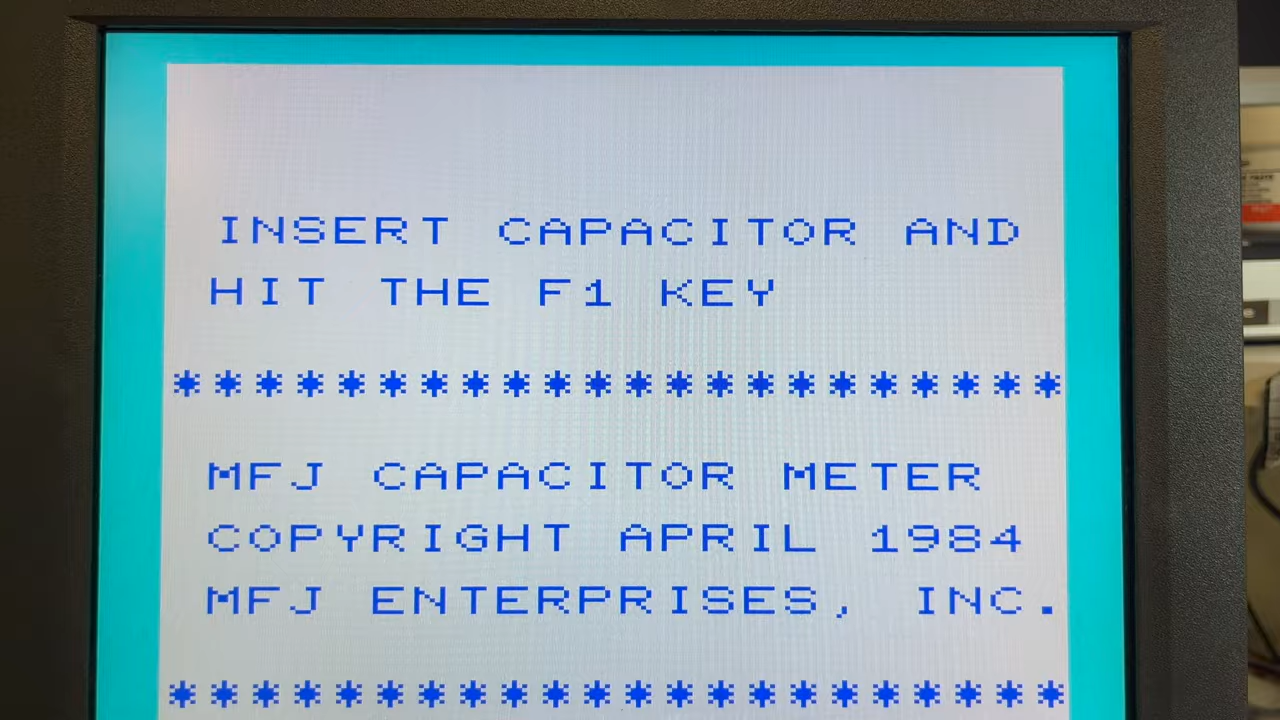 INSERT CAPACITOR AND
HIT THE F1 KEY
**********************
MFJ CAPACITOR METER
COPYRIGHT APRIL 1984
MFJ ENTERPRISES, INC.
**********************